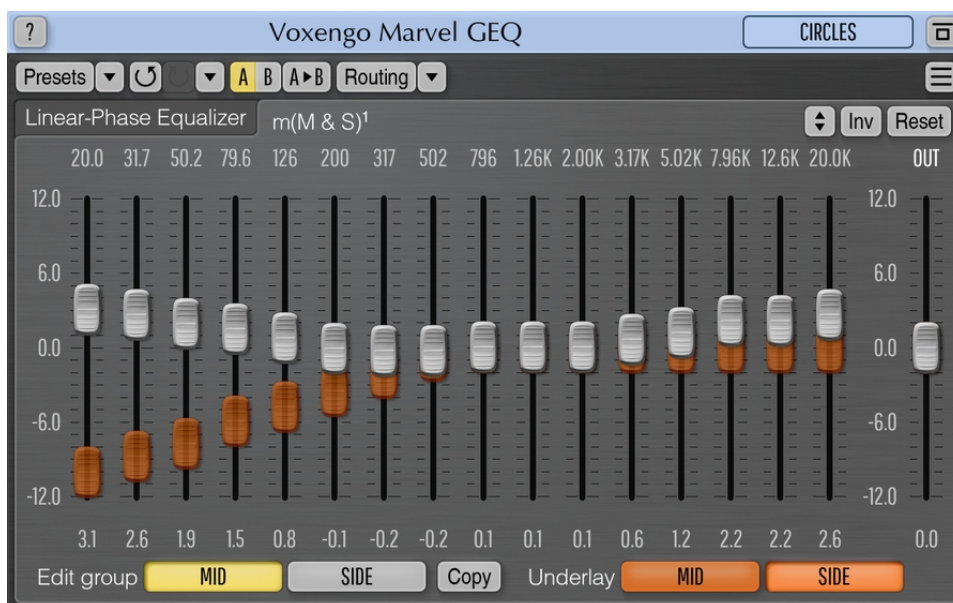 ? Voxengo Marvel GEQ CIRCLES
Presets A B A▸B Routing
Linear-Phase Equalizer m(M & S)¹ Inv Reset
20.0 31.7 50.2 79.6 126 200 317 502 796 1.26K 2.00K 3.17K 5.02K 7.96K 12.6K 20.0K OUT
12.0 12.0
6.0 6.0
0.0 0.0
-6.0 -6.0
-12.0 -12.0
3.1 2.6 1.9 1.5 0.8 -0.1 -0.2 -0.2 0.1 0.1 0.1 0.6 1.2 2.2 2.2 2.6 0.0
Edit group MID SIDE Copy Underlay MID SIDE